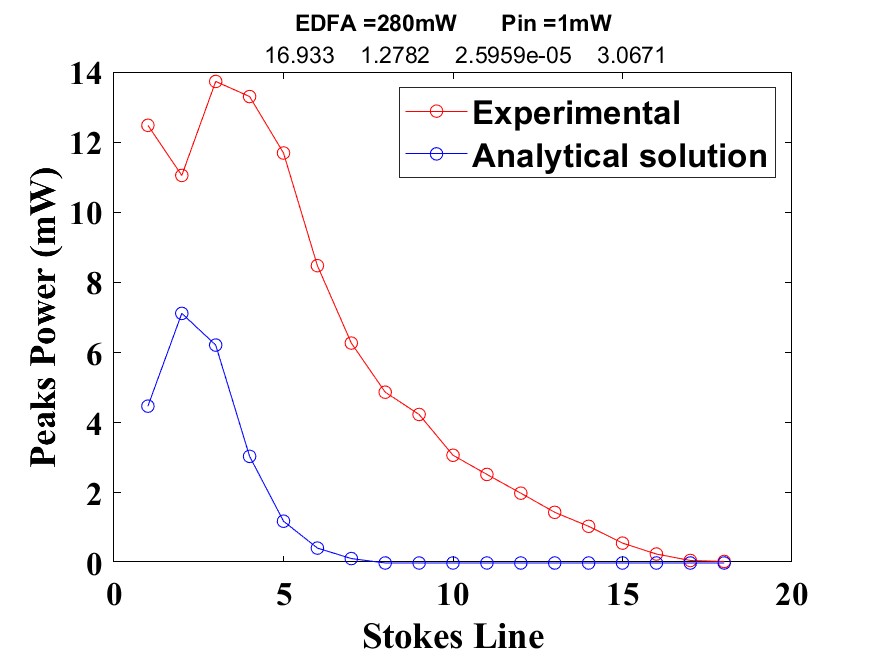 EDFA =280mW Pin =1mW
16.933 1.2782 2.5959e-05 3.0671
14
12
10
8
6
4
2
0
Peaks Power (mW)
Experimental
Analytical solution
0 5 10 15 20
Stokes Line